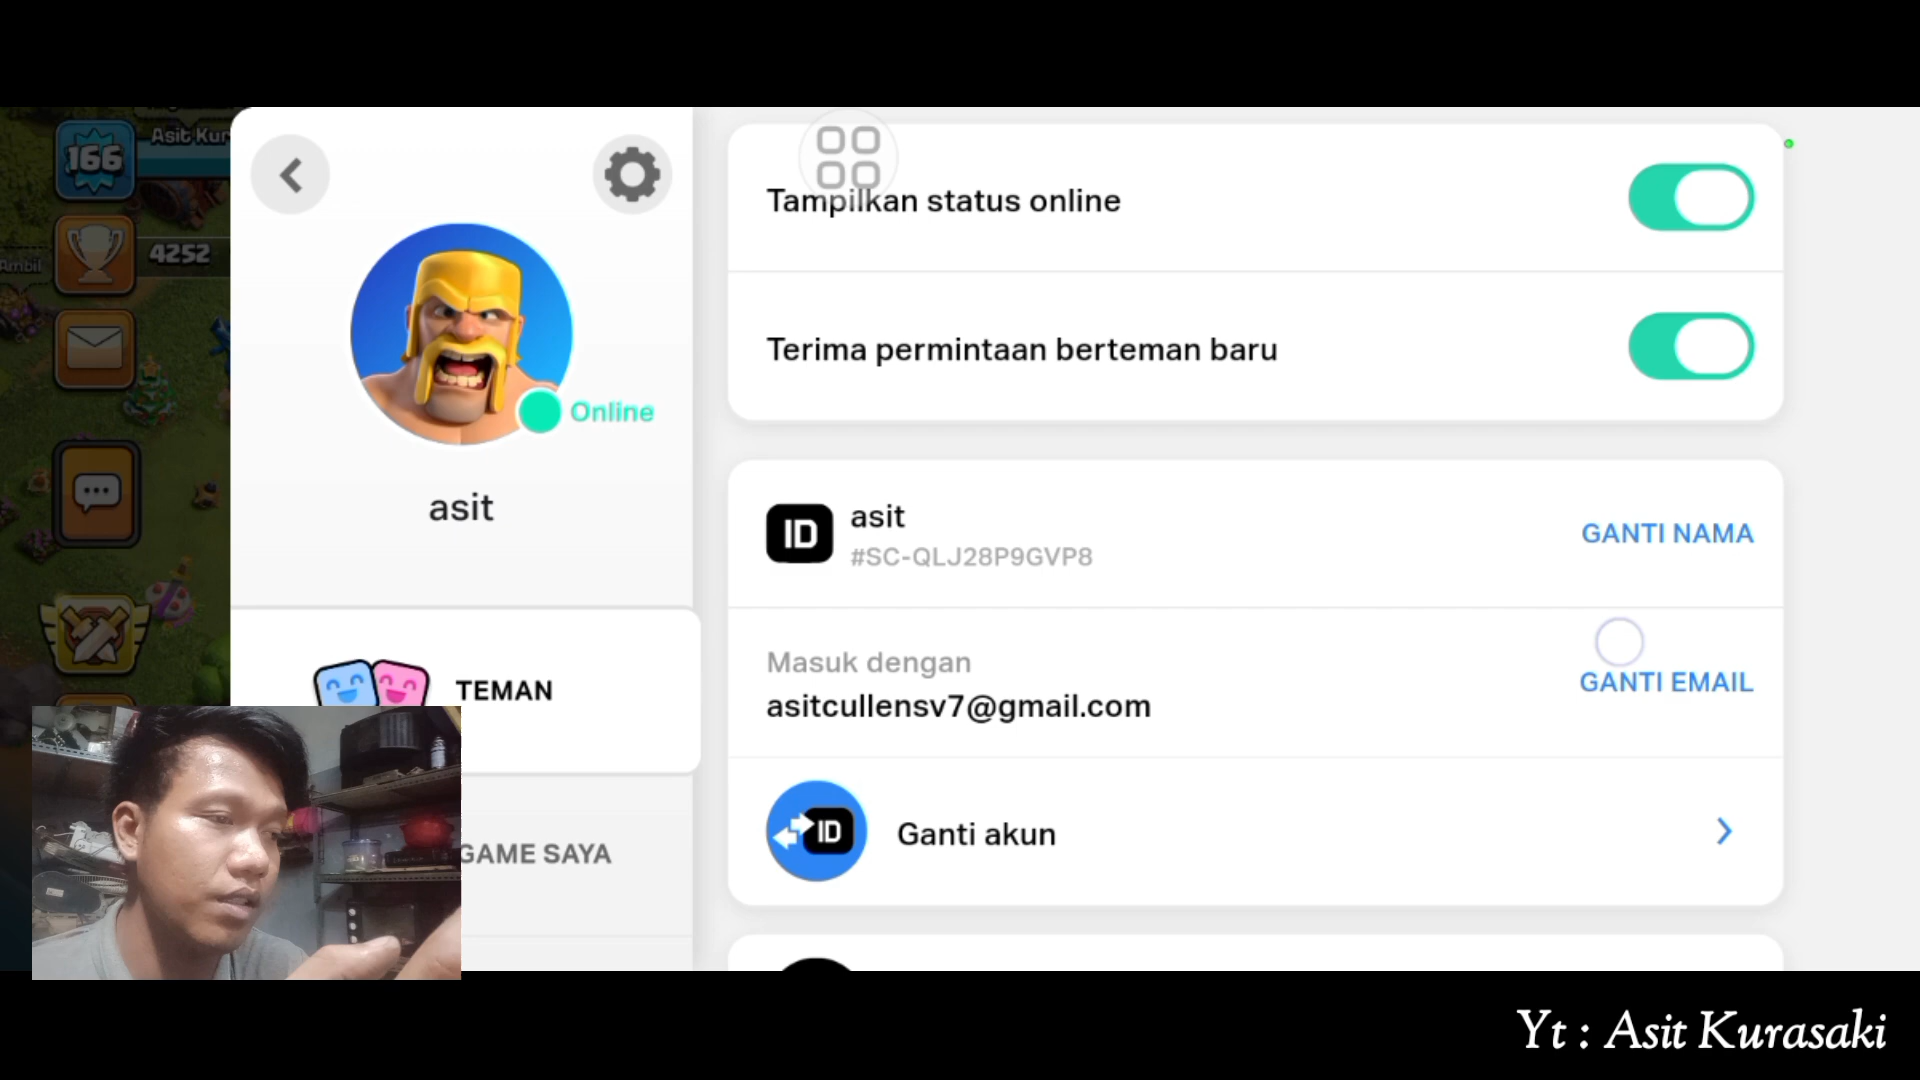 Asit Kur
166
4252
Ambil
Online
asit
TEMAN
GAME SAYA
Tampilkan status online
Terima permintaan berteman baru
ID
asit
#SC-QLJ28P9GVP8
GANTI NAMA
Masuk dengan
asitcullensv7@gmail.com
GANTI EMAIL
ID
Ganti akun
Yt : Asit Kurasaki